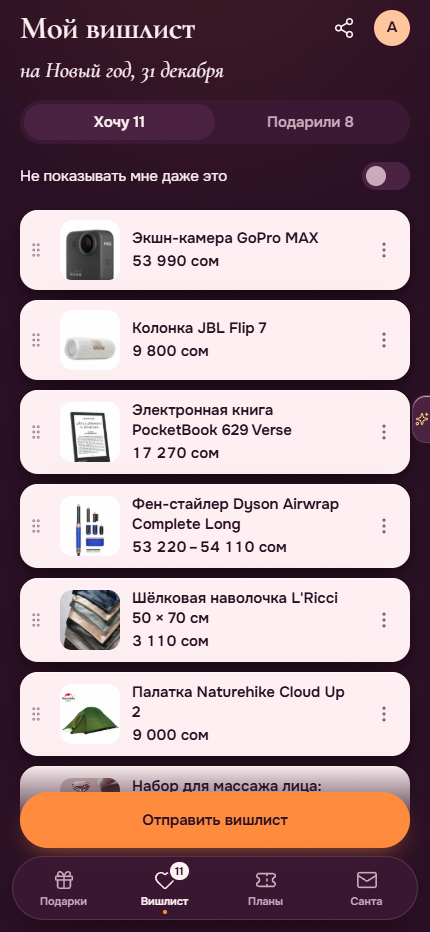 Мой вишлист
А
на Новый год, 31 декабря
Хочу 11
Подарили 8
Не показывать мне даже это
Экшн-камера GoPro MAX
53 990 сом
Колонка JBL Flip 7
9 800 сом
Электронная книга
PocketBook 629 Verse
17 270 сом
Фен-стайлер Dyson Airwrap
Complete Long
53 220 – 54 110 сом
Шёлковая наволочка L'Ricci
50 × 70 см
3 110 сом
Палатка Naturehike Cloud Up
2
9 000 сом
Набор для массажа лица:
Отправить вишлист
11
Подарки
Вишлист
Планы
Санта